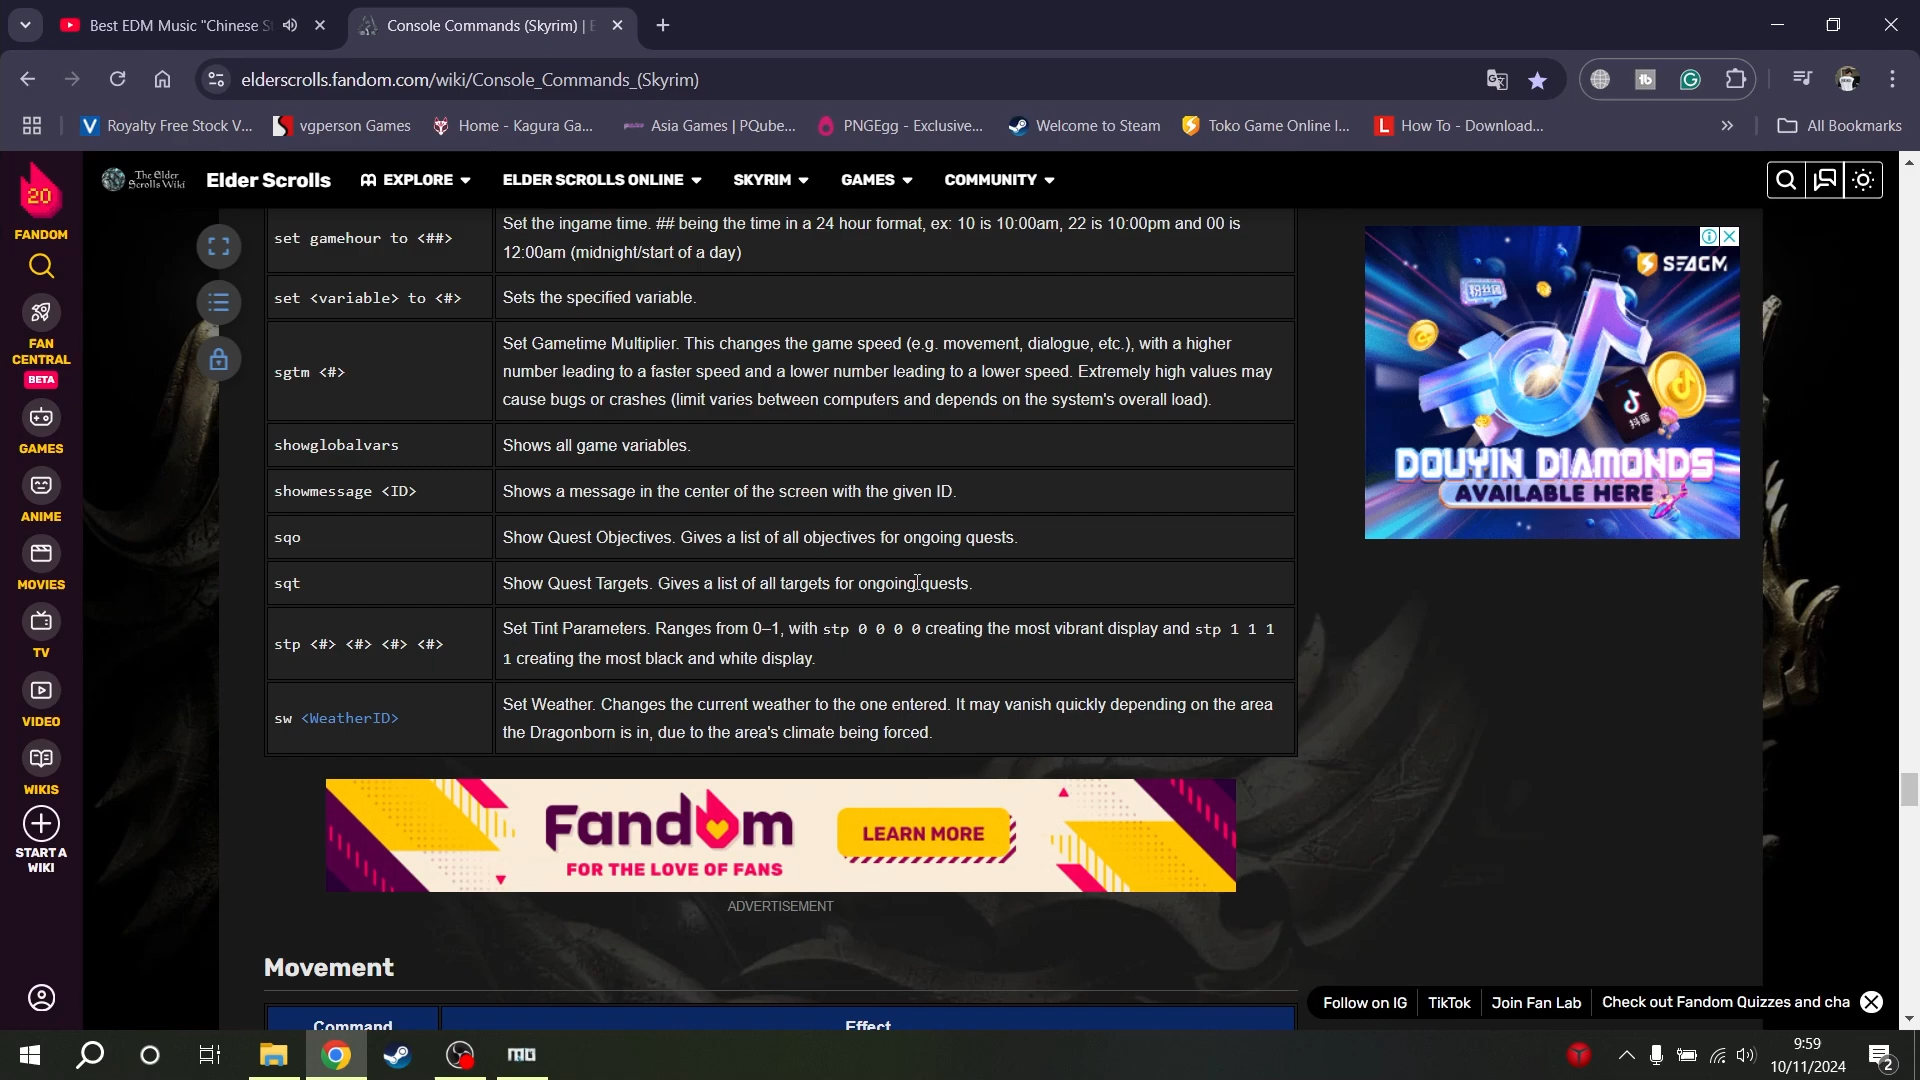 Best EDM Music "Chinese S
Console Commands (Skyrim) | E
elderscrolls.fandom.com/wiki/Console_Commands_(Skyrim)
Royalty Free Stock V...
vgperson Games
Home - Kagura Ga...
Asia Games | PQube...
PNGEgg - Exclusive...
Welcome to Steam
Toko Game Online I...
How To - Download...
»
All Bookmarks
20
FANDOM
FAN
CENTRAL
BETA
GAMES
ANIME
MOVIES
TV
VIDEO
WIKIS
START A
WIKI
The Elder
Scrolls Wiki
Elder Scrolls
EXPLORE
ELDER SCROLLS ONLINE
SKYRIM
GAMES
COMMUNITY
set gamehour to <##>
Set the ingame time. ## being the time in a 24 hour format, ex: 10 is 10:00am, 22 is 10:00pm and 00 is
12:00am (midnight/start of a day)
set <variable> to <#>
Sets the specified variable.
sgtm <#>
Set Gametime Multiplier. This changes the game speed (e.g. movement, dialogue, etc.), with a higher
number leading to a faster speed and a lower number leading to a lower speed. Extremely high values may
cause bugs or crashes (limit varies between computers and depends on the system's overall load).
showglobalvars
Shows all game variables.
showmessage <ID>
Shows a message in the center of the screen with the given ID.
sqo
Show Quest Objectives. Gives a list of all objectives for ongoing quests.
sqt
Show Quest Targets. Gives a list of all targets for ongoing quests.
stp <#> <#> <#> <#>
Set Tint Parameters. Ranges from 0–1, with stp 0 0 0 0 creating the most vibrant display and stp 1 1 1
1 creating the most black and white display.
sw <WeatherID>
Set Weather. Changes the current weather to the one entered. It may vanish quickly depending on the area
the Dragonborn is in, due to the area's climate being forced.
SEAGM
粉丝团
抖音
DOUYIN DIAMONDS
AVAILABLE HERE
Fandom
FOR THE LOVE OF FANS
LEARN MORE
ADVERTISEMENT
Movement
Command
Effect
Follow on IG
TikTok
Join Fan Lab
Check out Fandom Quizzes and cha
9:59
10/11/2024
2